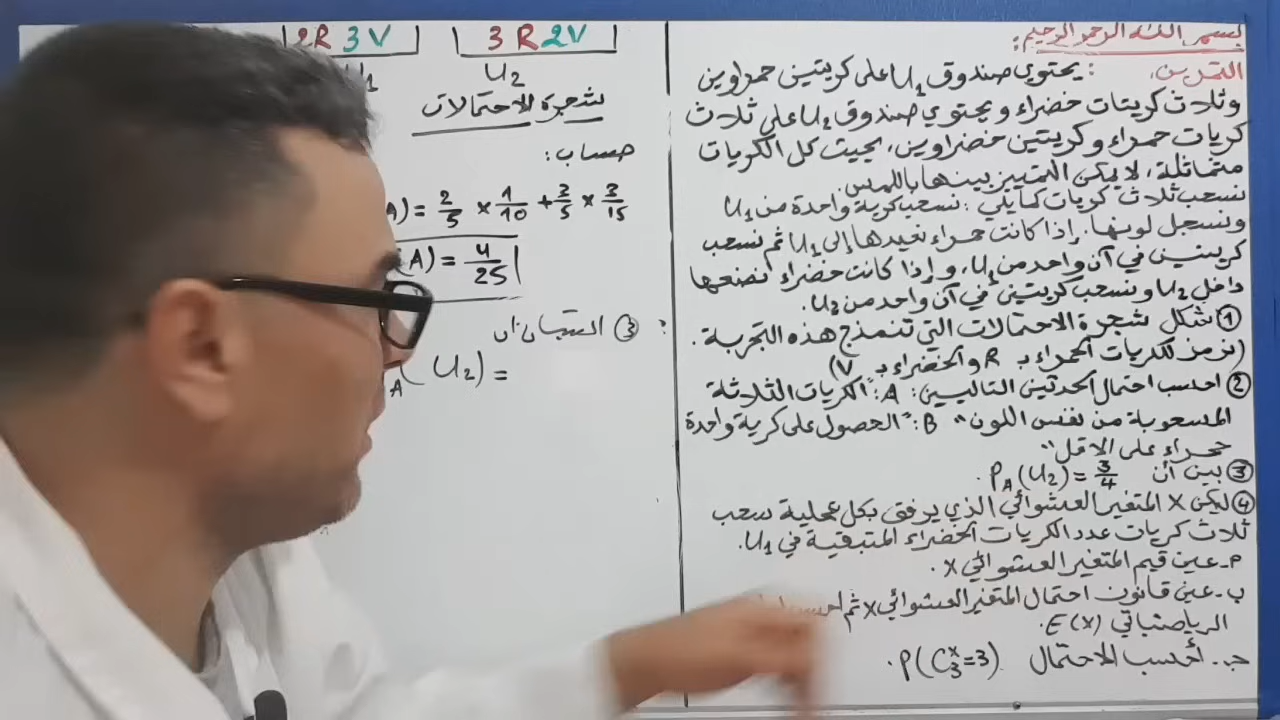 بسم الله الرحمن الرحيم:
التمرين: يحتوي صندوق U₁ على كريتين حمراوين
وثلاث كريات خضراء ويحتوي صندوق U₂ على ثلاث
كريات حمراء وكريتين خضراوين، بحيث كل الكريات
متماثلة، لا يمكن التمييز بينها باللمس.
نسحب ثلاث كريات كمايلي: نسحب كرية واحدة من U₁
ونسجل لونها. إذا كانت حمراء نعيدها إلى U₁ ثم نسحب
كريتين في آن واحد من U₁، وإذا كانت خضراء نضعها
داخل U₂ ونسحب كريتين في آن واحد من U₂.
① شكل شجرة الاحتمالات التي تنمذج هذه التجربة.
(نرمز للكريات الحمراء بـ R والخضراء بـ V)
② احسب احتمال الحدثين التاليين: A: "الكريات الثلاثة
المسحوبة من نفس اللون" B: "الحصول على كرية واحدة
حمراء على الاقل"
③ بين أن P_A(U₂) = 3/4.
④ ليكن X المتغير العشوائي الذي يرفق بكل عملية سحب
ثلاث كريات عدد الكريات الخضراء المتبقية في U₁.
أ- عين قيم المتغير العشوائي X.
ب- عين قانون احتمال المتغير العشوائي X ثم
الرياضياتي E(X).
جـ- أحسب الاحتمال P(C₃ˣ=3).
2R 3V
3 R 2V
U₂
شجرة الاحتمالات
حساب:
A) = 2/5 × 1/10 + 3/5 × 3/15
(A) = 4/25
③
A(U₂) =